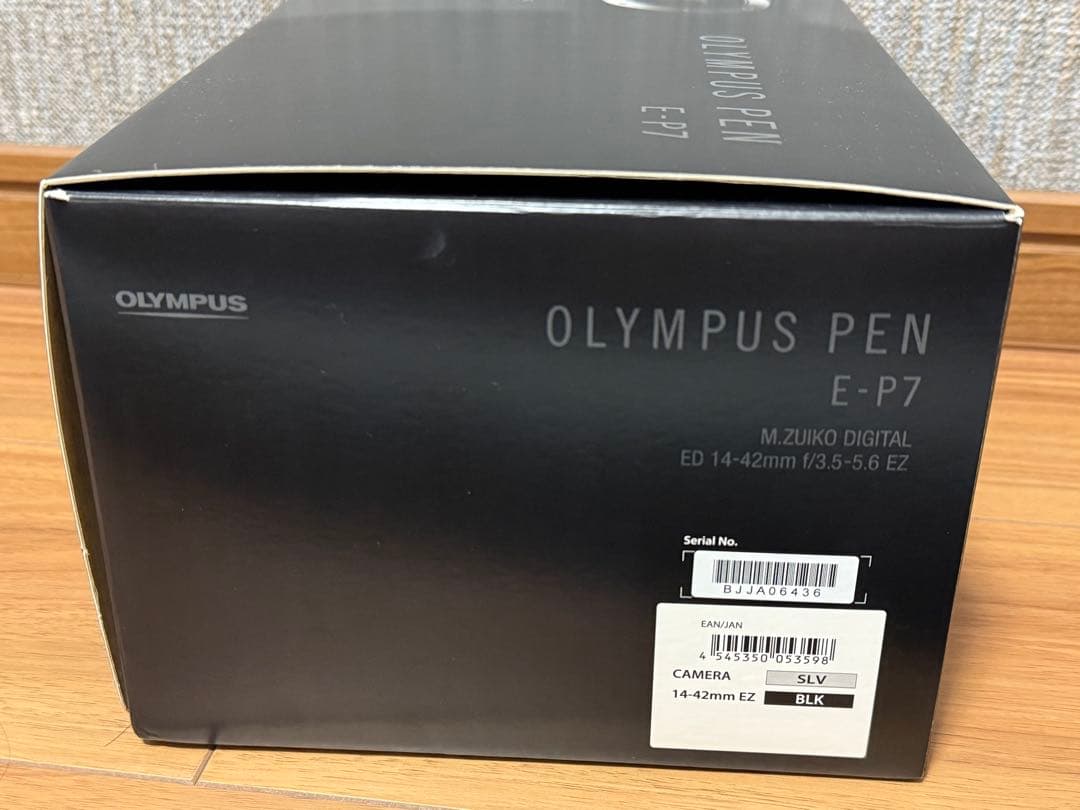 OLYMPUS PEN
E-P7
OLYMPUS
OLYMPUS PEN
E-P7
M.ZUIKO DIGITAL
ED 14-42mm f/3.5-5.6 EZ
Serial No.
BJJA06436
EAN/JAN
4 545350 053598
CAMERA SLV
14-42mm EZ BLK